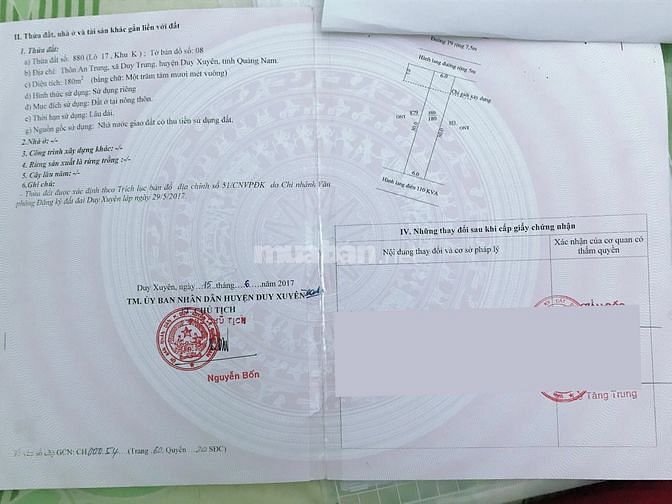 II. Thửa đất, nhà ở và tài sản khác gắn liền với đất
1. Thửa đất:
a) Thửa đất số: 880 (Lô 17, Khu K) ; Tờ bản đồ số: 08
b) Địa chỉ: Thôn An Trung, xã Duy Trung, huyện Duy Xuyên, tỉnh Quảng Nam.
c) Diện tích: 180m² (bằng chữ: Một trăm tám mươi mét vuông)
d) Hình thức sử dụng: Sử dụng riêng
đ) Mục đích sử dụng: Đất ở tại nông thôn.
e) Thời hạn sử dụng: Lâu dài.
g) Nguồn gốc sử dụng: Nhà nước giao đất có thu tiền sử dụng đất.
2.Nhà ở: -/-
3. Công trình xây dựng khác: -/-
4. Rừng sản xuất là rừng trồng :-/-
5. Cây lâu năm: -/-
6.Ghi chú:
- Thửa đất được xác định theo Trích lục bản đồ địa chính số 51/CNVPĐK do Chi nhánh Văn
phòng Đăng ký đất đai Duy Xuyên lập ngày 29/5/2017.
Duy Xuyên, ngày 15 tháng 6 năm 2017
TM. ỦY BAN NHÂN DÂN HUYỆN DUY XUYÊN
CHỦ TỊCH
CHỦ TỊCH
Nguyễn Bốn
GCN: CH00054 (Trang 60 Quyển 20 SĐC)
Đường T9 rộng 7,5m
Hành lang đường rộng 5m
6.0
Chỉ giới xây dựng
ONT
879
880
180
ONT
30.0
30.0
6.0
Hành lang điện 110 KVA
muaban.net
IV. Những thay đổi sau khi cấp giấy chứng nhận
Nội dung thay đổi và cơ sở pháp lý
Xác nhận của cơ quan có
thẩm quyền
Tăng Trung